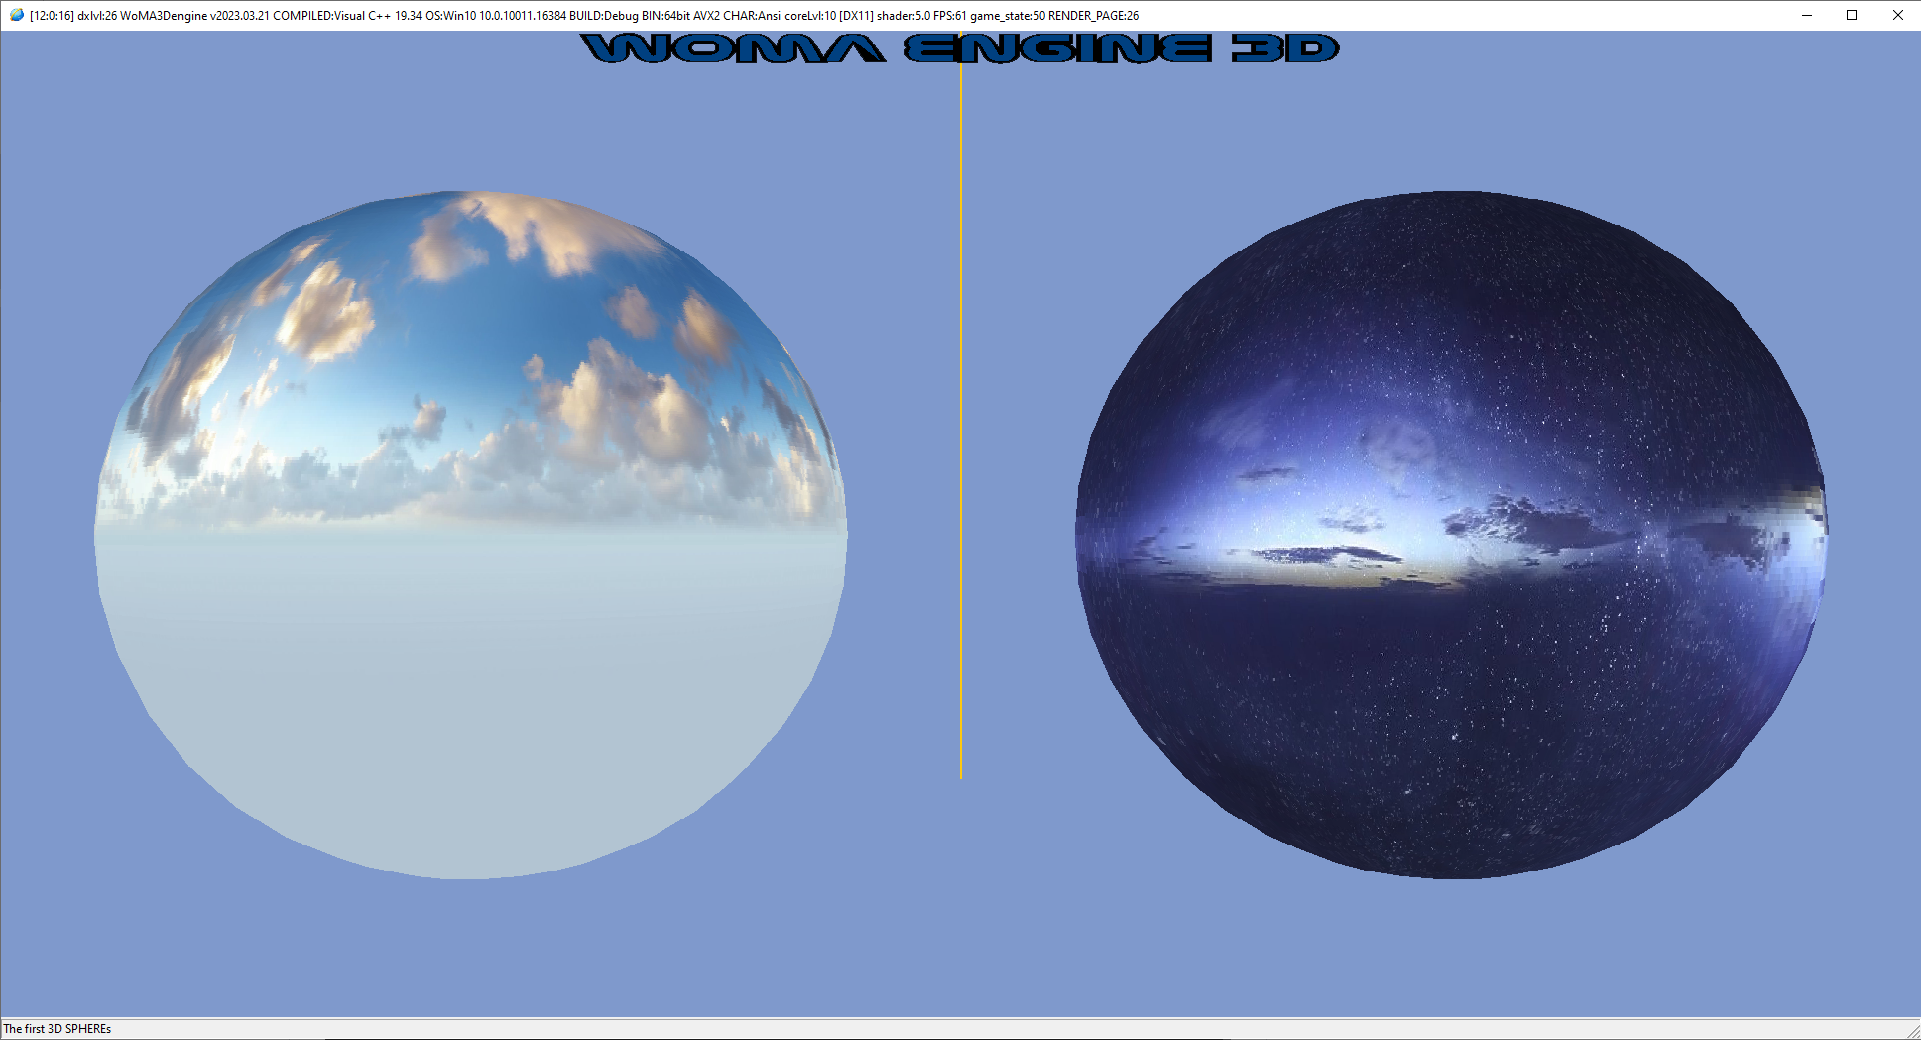 [12:0:16] dxlvl:26 WoMA3Dengine v2023.03.21 COMPILED:Visual C++ 19.34 OS:Win10 10.0.10011.16384 BUILD:Debug BIN:64bit AVX2 CHAR:Ansi coreLvl:10 [DX11] shader:5.0 FPS:61 game_state:50 RENDER_PAGE:26
WOMA ENGINE 3D
The first 3D SPHEREs